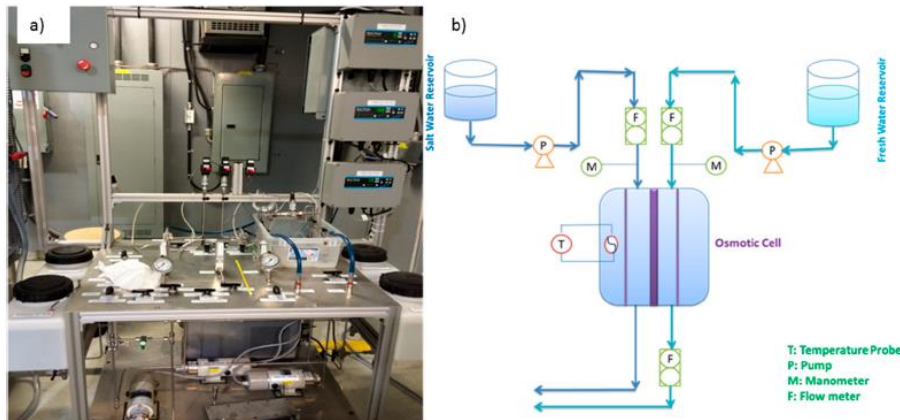 a)
b)
Salt Water Reservoir
Fresh Water Reservoir
F
F
P
P
M
M
T
Osmotic Cell
F
T: Temperature Probe
P: Pump
M: Manometer
F: Flow meter